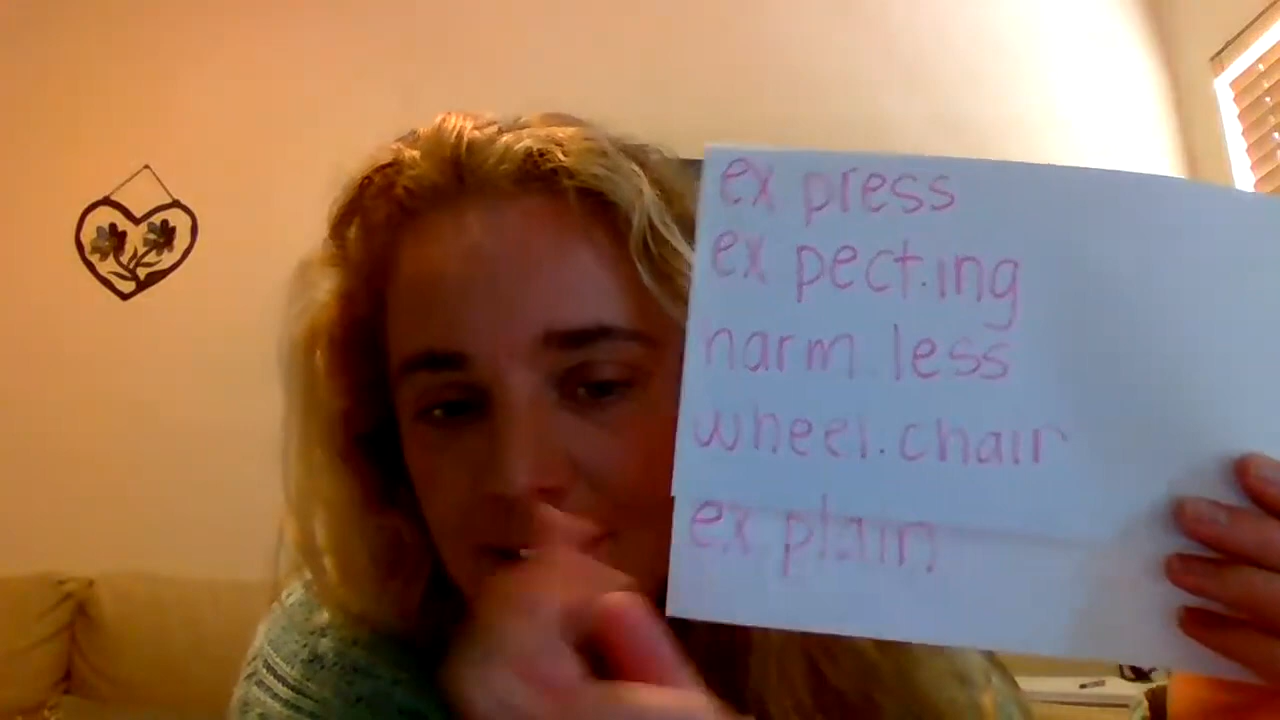 ex press
ex pect.ing
harm.less
wheel.chair
ex plain